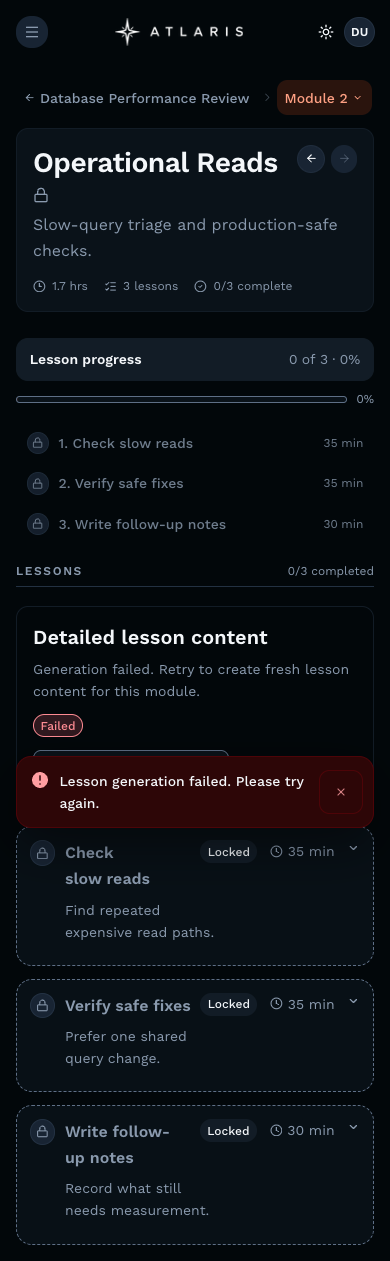 ATLARIS
DU
Database Performance Review
Module 2
Operational Reads
Slow-query triage and production-safe
checks.
1.7 hrs
3 lessons
0/3 complete
Lesson progress
0 of 3 · 0%
0%
1. Check slow reads
35 min
2. Verify safe fixes
35 min
3. Write follow-up notes
30 min
LESSONS
0/3 completed
Detailed lesson content
Generation failed. Retry to create fresh lesson
content for this module.
Failed
Lesson generation failed. Please try
again.
Check
slow reads
Locked
35 min
Find repeated
expensive read paths.
Verify safe fixes
Locked
35 min
Prefer one shared
query change.
Write follow-
up notes
Locked
30 min
Record what still
needs measurement.